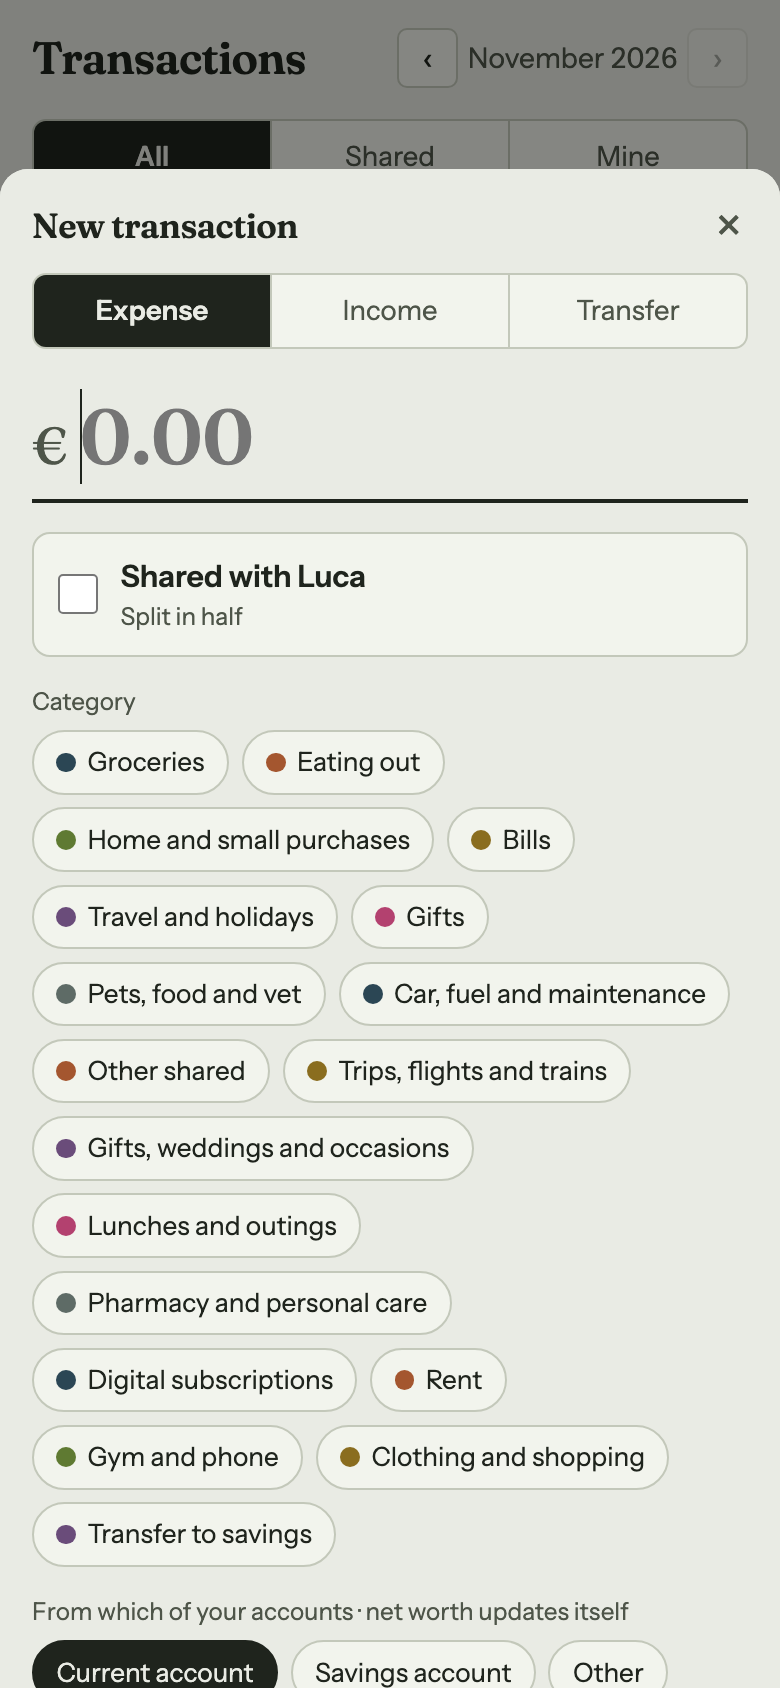 Transactions
‹ November 2026 ›
All Shared Mine
New transaction ×
Expense Income Transfer
€ 0.00
Shared with Luca
Split in half
Category
Groceries Eating out
Home and small purchases Bills
Travel and holidays Gifts
Pets, food and vet Car, fuel and maintenance
Other shared Trips, flights and trains
Gifts, weddings and occasions
Lunches and outings
Pharmacy and personal care
Digital subscriptions Rent
Gym and phone Clothing and shopping
Transfer to savings
From which of your accounts · net worth updates itself
Current account Savings account Other